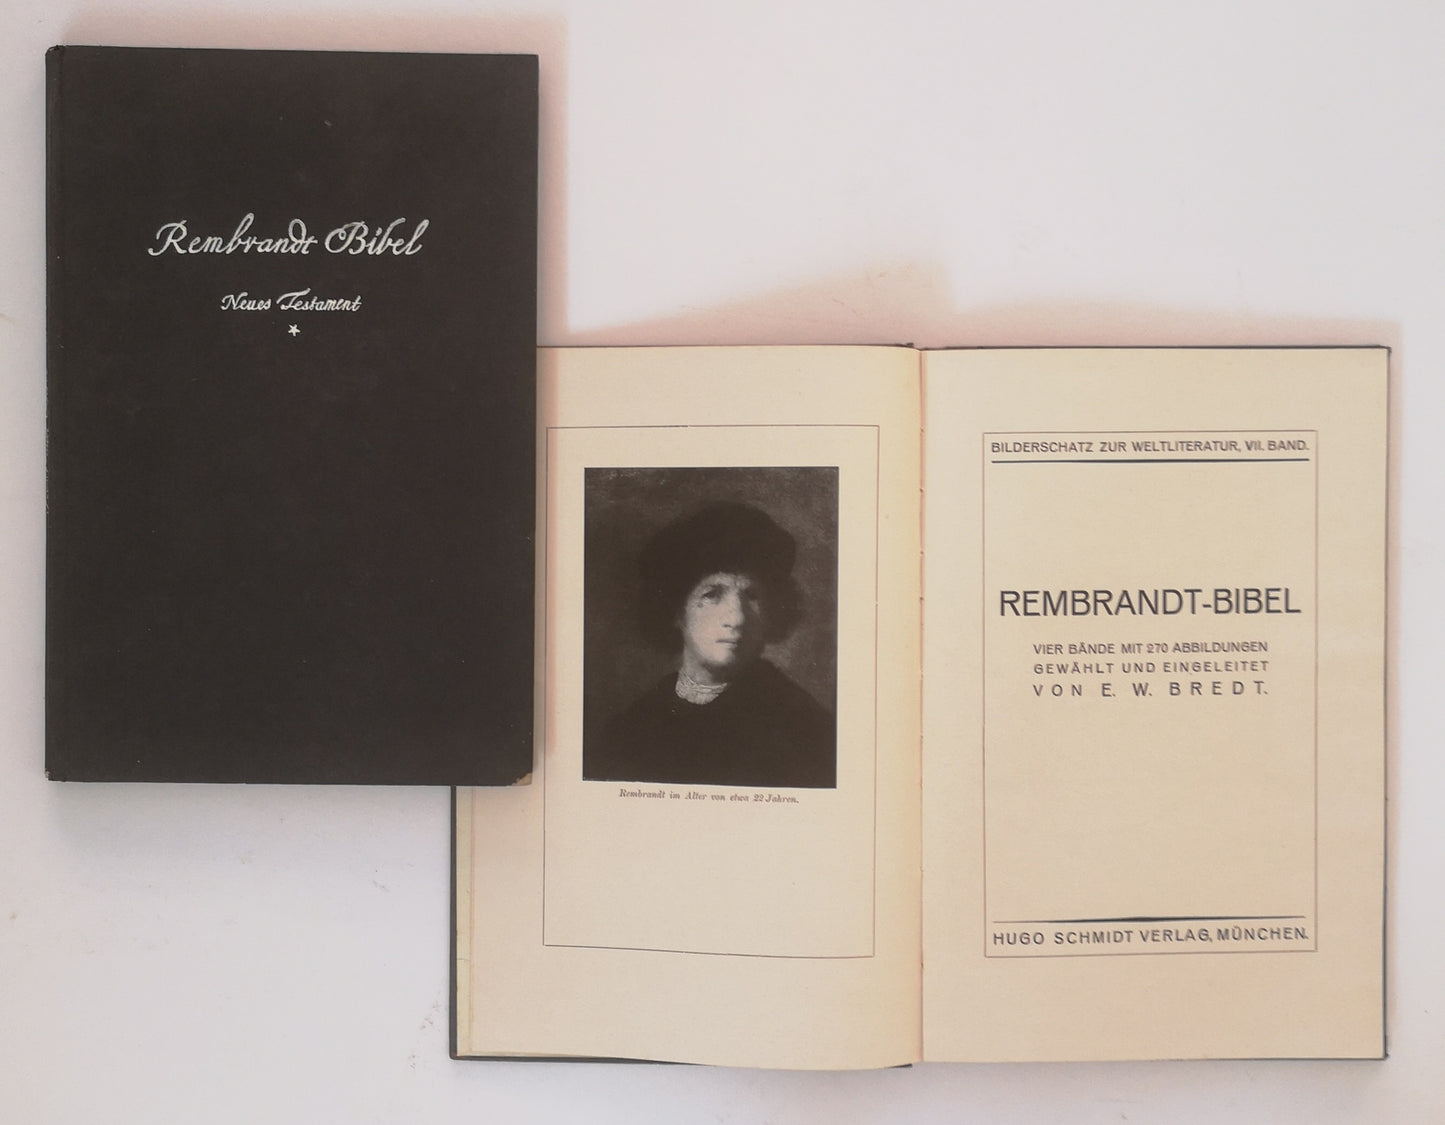 Rembrandt Bibel
Neues Testament
Rembrandt im Alter von etwa 22 Jahren.
BILDERSCHATZ ZUR WELTLITERATUR, VII. BAND.
REMBRANDT-BIBEL
VIER BÄNDE MIT 270 ABBILDUNGEN
GEWÄHLT UND EINGELEITET
VON E. W. BREDT.
HUGO SCHMIDT VERLAG, MÜNCHEN.